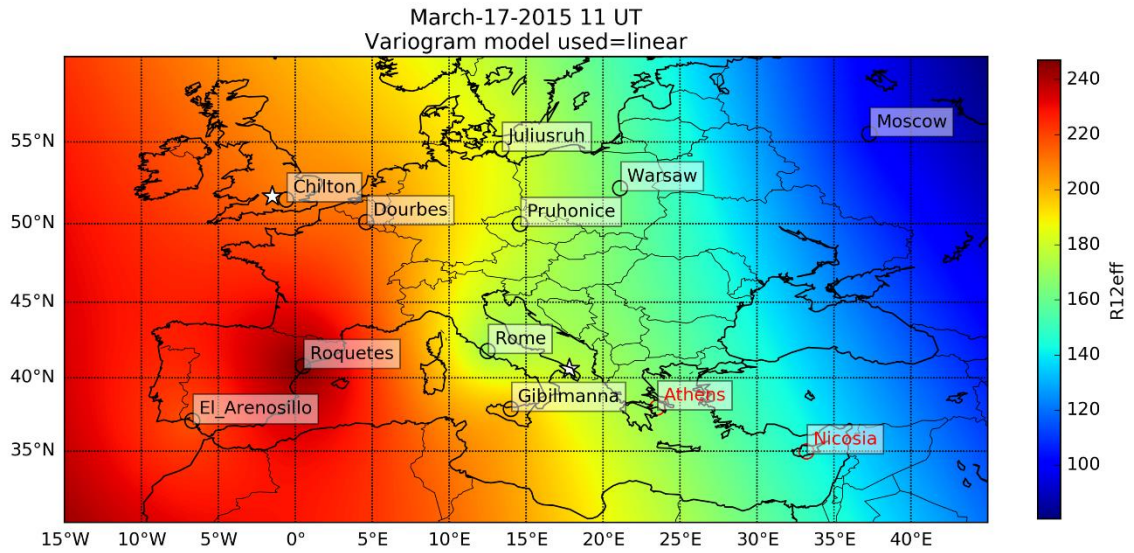 March-17-2015 11 UT
Variogram model used=linear
55°N
50°N
45°N
40°N
35°N
15°W
10°W
5°W
0°
5°E
10°E
15°E
20°E
25°E
30°E
35°E
40°E
Moscow
Juliusruh
Warsaw
Chilton
Dourbes
Pruhonice
Rome
Roquetes
Gibilmanna
Athens
El_Arenosillo
Nicosia
240
220
200
180
160
140
120
100
R12eff